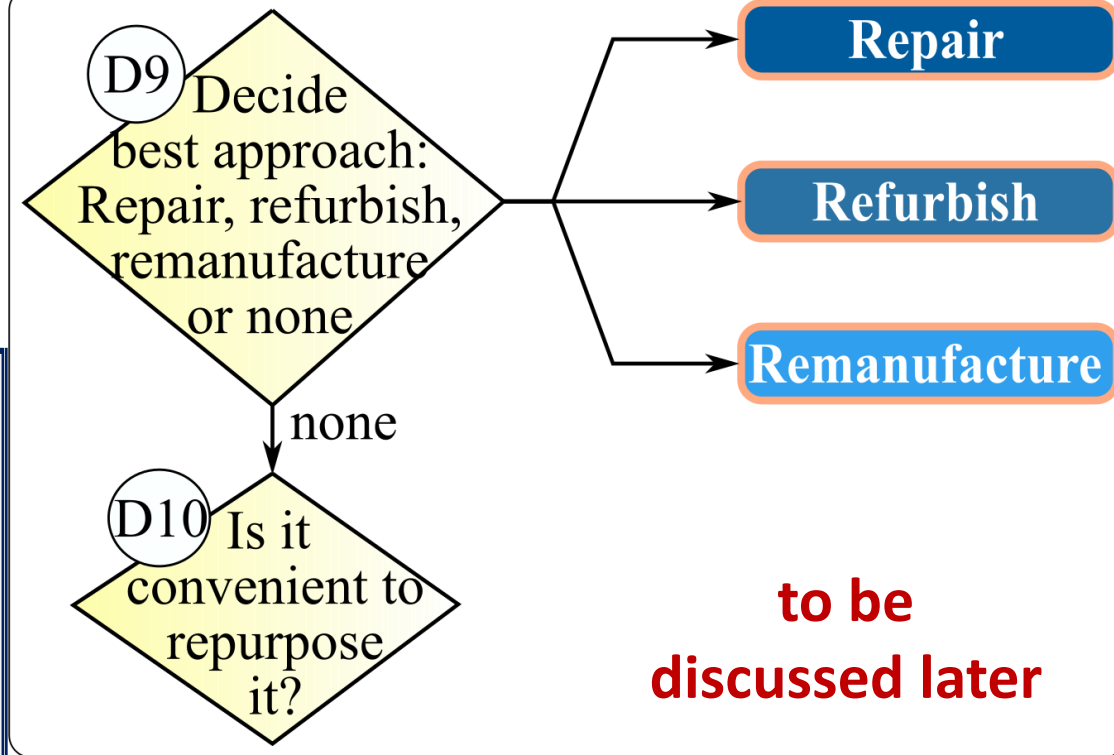 D9
Decide
best approach:
Repair, refurbish,
remanufacture
or none
Repair
Refurbish
Remanufacture
none
D10
Is it
convenient to
repurpose
it?
to be
discussed later